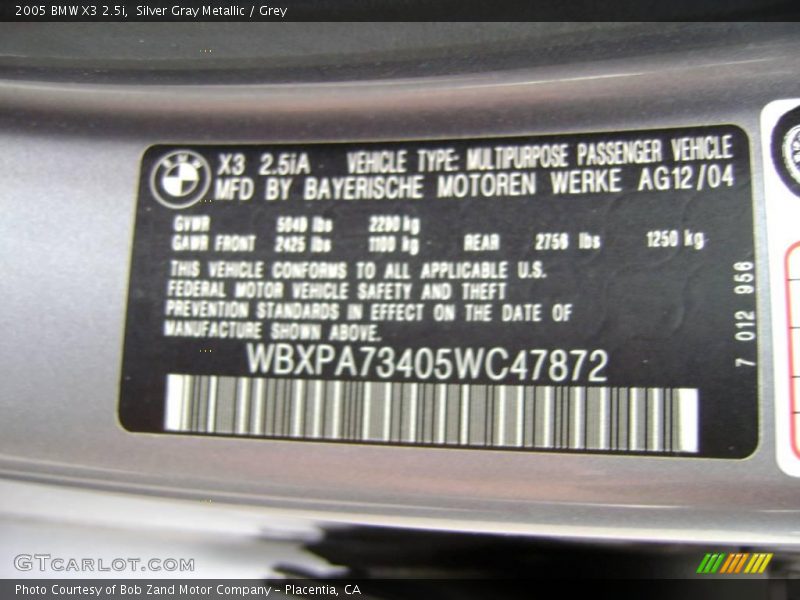 2005 BMW X3 2.5i, Silver Gray Metallic / Grey
BMW
X3 2.5iA VEHICLE TYPE: MULTIPURPOSE PASSENGER VEHICLE
MFD BY BAYERISCHE MOTOREN WERKE AG 12/04
GVWR 5049 lbs 2290 kg
GAWR FRONT 2425 lbs 1100 kg REAR 2756 lbs 1250 kg
THIS VEHICLE CONFORMS TO ALL APPLICABLE U.S.
FEDERAL MOTOR VEHICLE SAFETY AND THEFT
PREVENTION STANDARDS IN EFFECT ON THE DATE OF
MANUFACTURE SHOWN ABOVE.
WBXPA73405WC47872
7 012 956
GTCARLOT.COM
Photo Courtesy of Bob Zand Motor Company - Placentia, CA